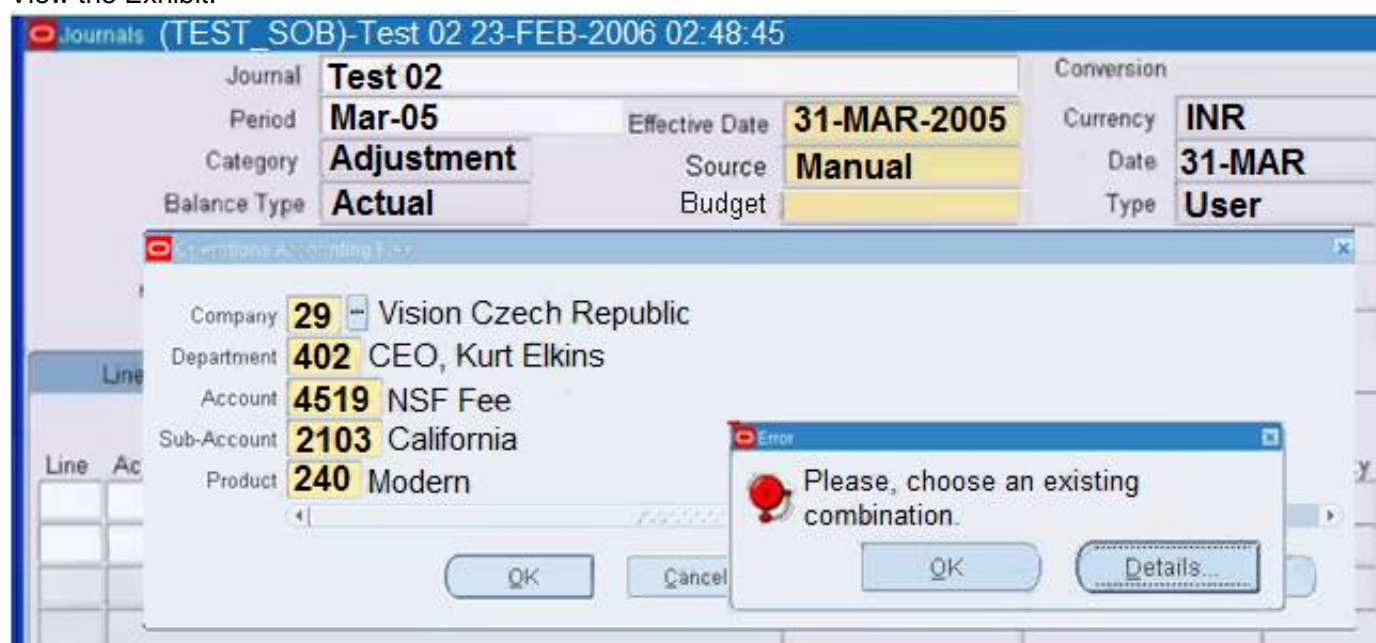 View the Exhibit.
Journals (TEST_SOB)-Test 02 23-FEB-2006 02:48:45
Journal Test 02 Conversion
Period Mar-05 Effective Date 31-MAR-2005 Currency INR
Category Adjustment Source Manual Date 31-MAR
Balance Type Actual Budget Type User
Operations Accounting Flex
Company 29 Vision Czech Republic
Department 402 CEO, Kurt Elkins
Line
Account 4519 NSF Fee
Sub-Account 2103 California
Error
Line Ac
Product 240 Modern
Please, choose an existing
combination.
OK Cancel
OK Details...